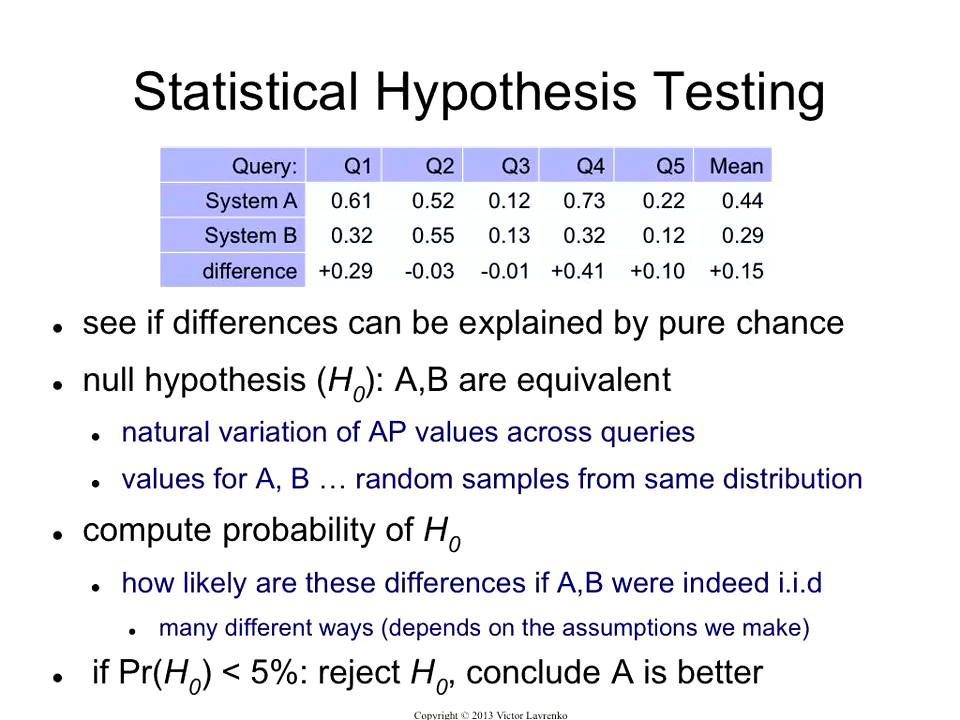 Statistical Hypothesis Testing
Query: Q1 Q2 Q3 Q4 Q5 Mean
System A 0.61 0.52 0.12 0.73 0.22 0.44
System B 0.32 0.55 0.13 0.32 0.12 0.29
difference +0.29 -0.03 -0.01 +0.41 +0.10 +0.15
• see if differences can be explained by pure chance
• null hypothesis (H0): A,B are equivalent
• natural variation of AP values across queries
• values for A, B … random samples from same distribution
• compute probability of H0
• how likely are these differences if A,B were indeed i.i.d
• many different ways (depends on the assumptions we make)
• if Pr(H0) < 5%: reject H0, conclude A is better
Copyright © 2013 Victor Lavrenko